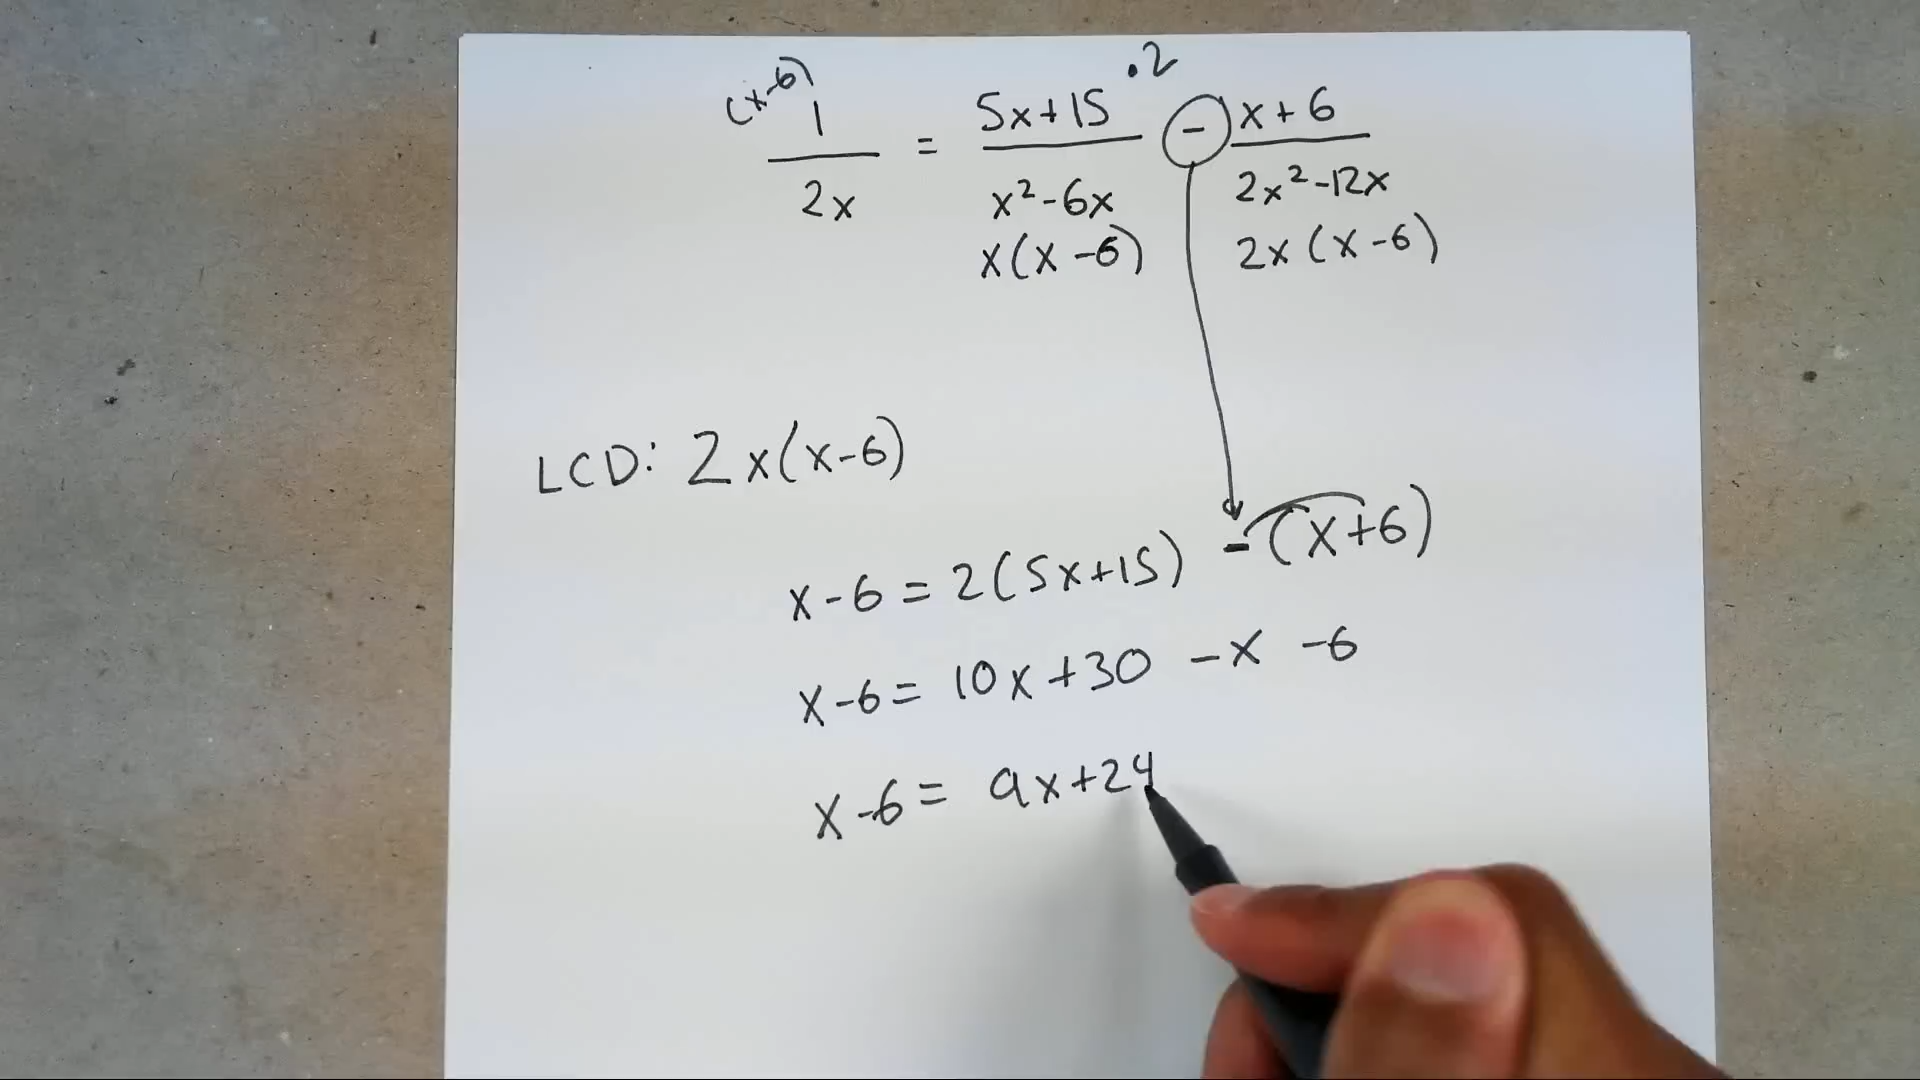 (x-6) .2
1 = 5x+15 - x+6
2x x²-6x 2x²-12x
x(x-6) 2x(x-6)
LCD: 2x(x-6)
x-6=2(5x+15) -(x+6)
x-6=10x+30 -x -6
x-6= 9x+24